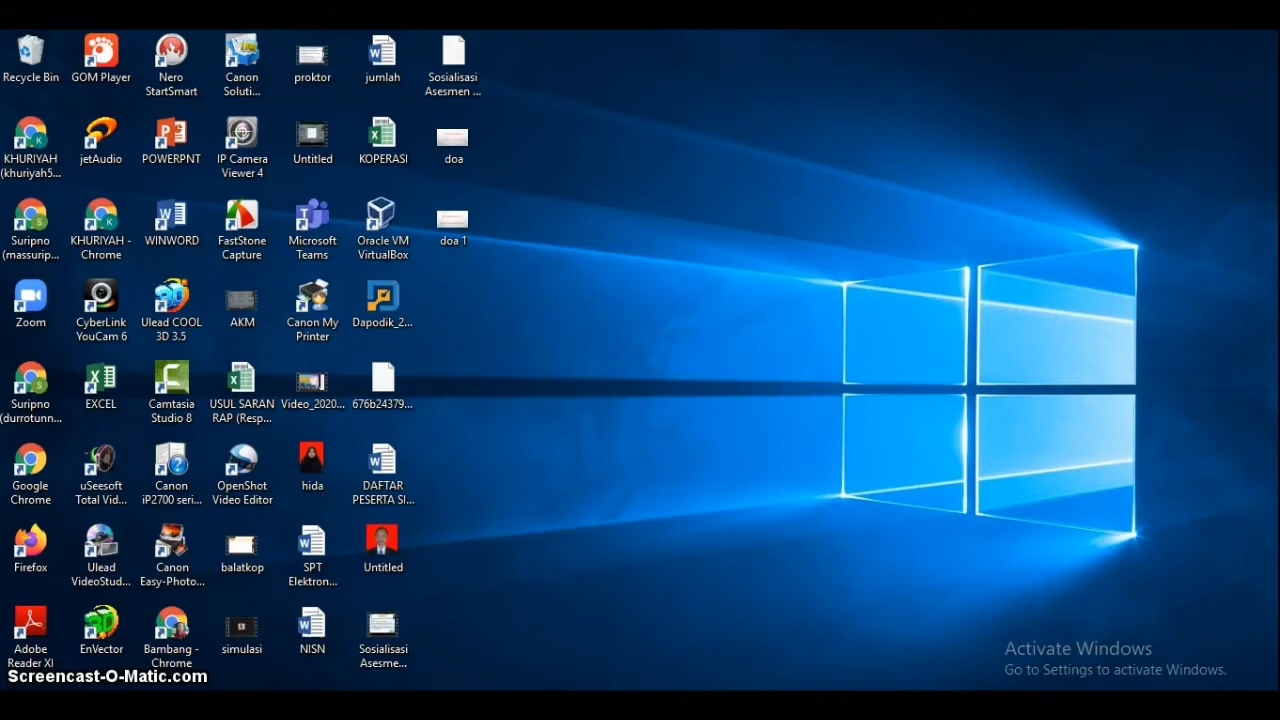 Recycle Bin
GOM Player
Nero
StartSmart
Canon
Soluti...
proktor
jumlah
Sosialisasi
Asesmen ...
KHURIYAH
(khuriyah5...
jetAudio
POWERPNT
IP Camera
Viewer 4
Untitled
KOPERASI
doa
Suripno
(massurip...
KHURIYAH -
Chrome
WINWORD
FastStone
Capture
Microsoft
Teams
Oracle VM
VirtualBox
doa 1
Zoom
CyberLink
YouCam 6
Ulead COOL
3D 3.5
AKM
Canon My
Printer
Dapodik_2...
Suripno
(durrotunn...
EXCEL
Camtasia
Studio 8
USUL SARAN
RAP (Resp...
Video_2020...
676b24379...
Google
Chrome
uSeesoft
Total Vid...
Canon
iP2700 seri...
OpenShot
Video Editor
hida
DAFTAR
PESERTA SI...
Firefox
Ulead
VideoStud...
Canon
Easy-Photo...
balatkop
SPT
Elektron...
Untitled
Adobe
Reader XI
EnVector
Bambang -
Chrome
simulasi
NISN
Sosialisasi
Asesme...
Activate Windows
Go to Settings to activate Windows.
Screencast-O-Matic.com